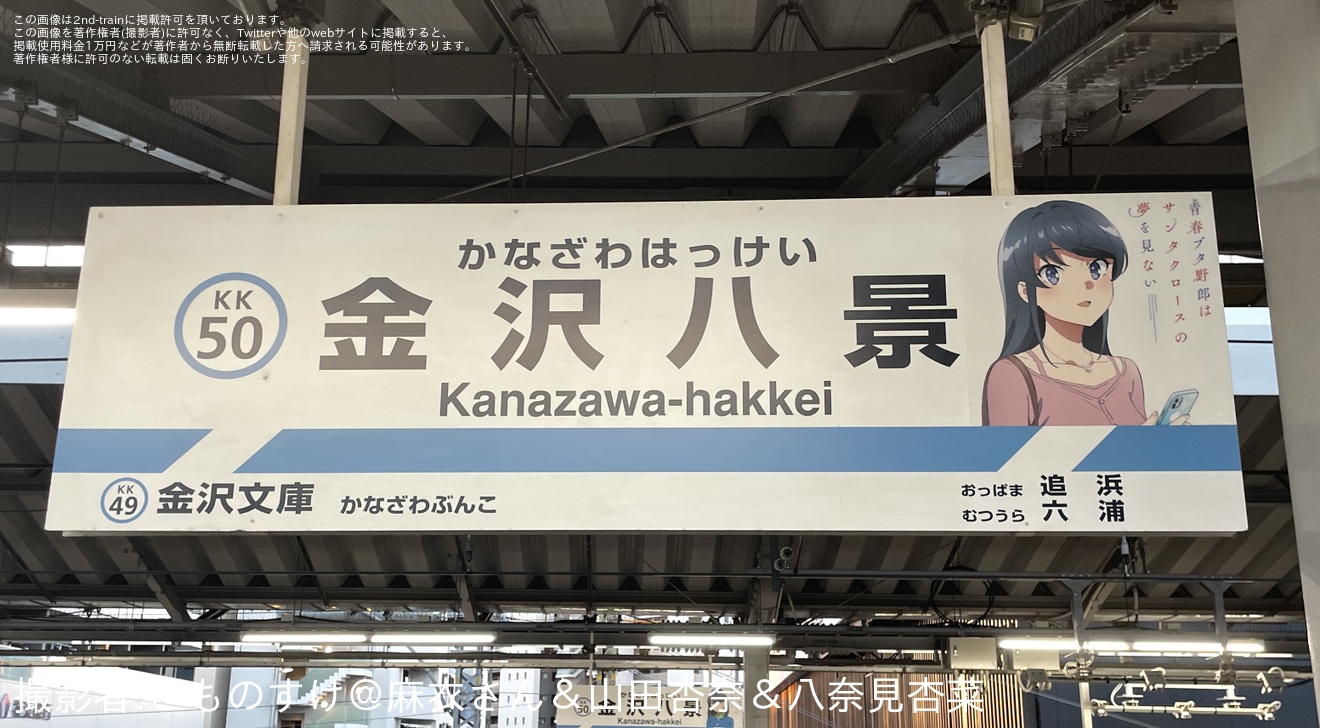 この画像は2nd-trainに掲載許可を頂いております。
この画像を著作権者(撮影者)に許可なく、Twitterや他のwebサイトに掲載すると、
掲載使用料金1万円などが著作者から無断転載した方へ請求される可能性があります。
著作権者様に許可のない転載は固くお断りいたします。
かなざわはっけい
KK
50
金沢八景
Kanazawa-hakkei
青春ブタ野郎は
サンタクロースの
夢を見ない
KK
49
金沢文庫 かなざわぶんこ
おっぱま 追浜
むつうら 六浦
撮影者:ものすけ@麻衣さん&山田杏奈&八奈見杏菜
50
金沢八景
Kanazawa-hakkei